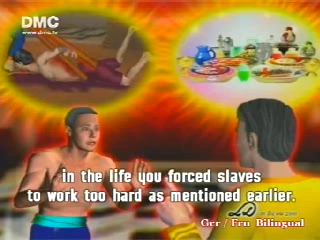 DMC
www.dmc.tv
in the life you forced slaves
to work too hard as mentioned earlier.
Ger / Fru Bilingual